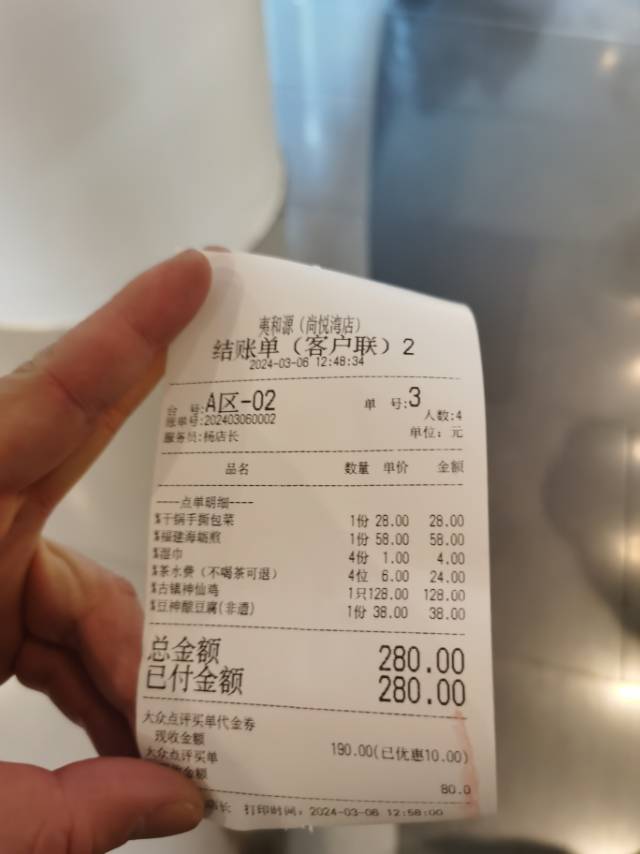 夷和源（尚悦湾店）
结账单（客户联）2
2024-03-06 12:48:34
台 号:A区-02 单 号:3
账单号:202403060002 人数:4
服务员:杨店长 单位: 元
品名 数量 单价 金额
----点单明细----
%干锅手撕包菜 1份 28.00 28.00
%福建海蛎煎 1份 58.00 58.00
%湿巾 4份 1.00 4.00
%茶水费（不喝茶可退） 4位 6.00 24.00
%古镇神仙鸡 1只128.00 128.00
%豆神酿豆腐(非遗) 1份 38.00 38.00
总金额 280.00
已付金额 280.00
大众点评买单代金券
现收金额 190.00(已优惠10.00)
大众点评买单
金额 80.0
店长 打印时间: 2024-03-06 12:58:00